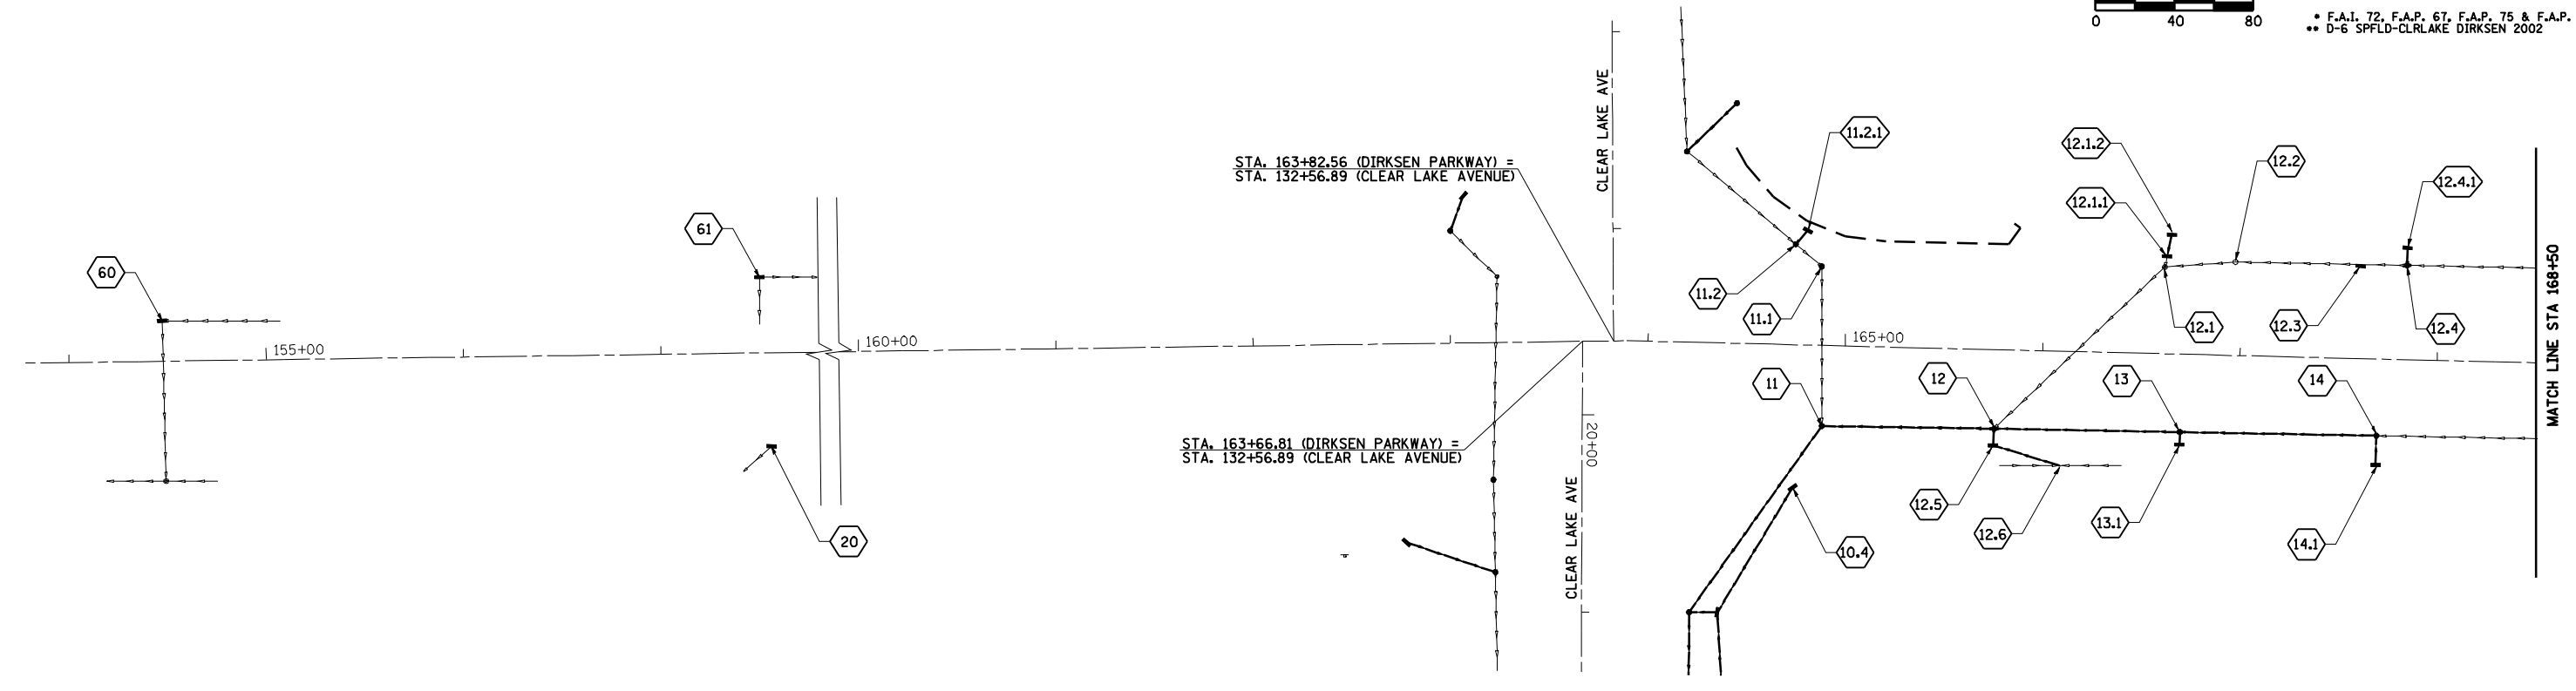 0 40 80
• F.A.I. 72, F.A.P. 67, F.A.P. 75 & F.A.P.
•• D-6 SPFLD-CLRLAKE DIRKSEN 2002
CLEAR LAKE AVE
11.2.1
12.1.2
12.2
12.4.1
STA. 163+82.56 (DIRKSEN PARKWAY) =
STA. 132+56.89 (CLEAR LAKE AVENUE)
12.1.1
61
60
11.2
11.1
12.1
12.3
12.4
MATCH LINE STA 168+50
155+00
160+00
165+00
11
12
13
14
STA. 163+66.81 (DIRKSEN PARKWAY) =
STA. 132+56.89 (CLEAR LAKE AVENUE)
20+00
CLEAR LAKE AVE
12.5
12.6
13.1
14.1
20
10.4